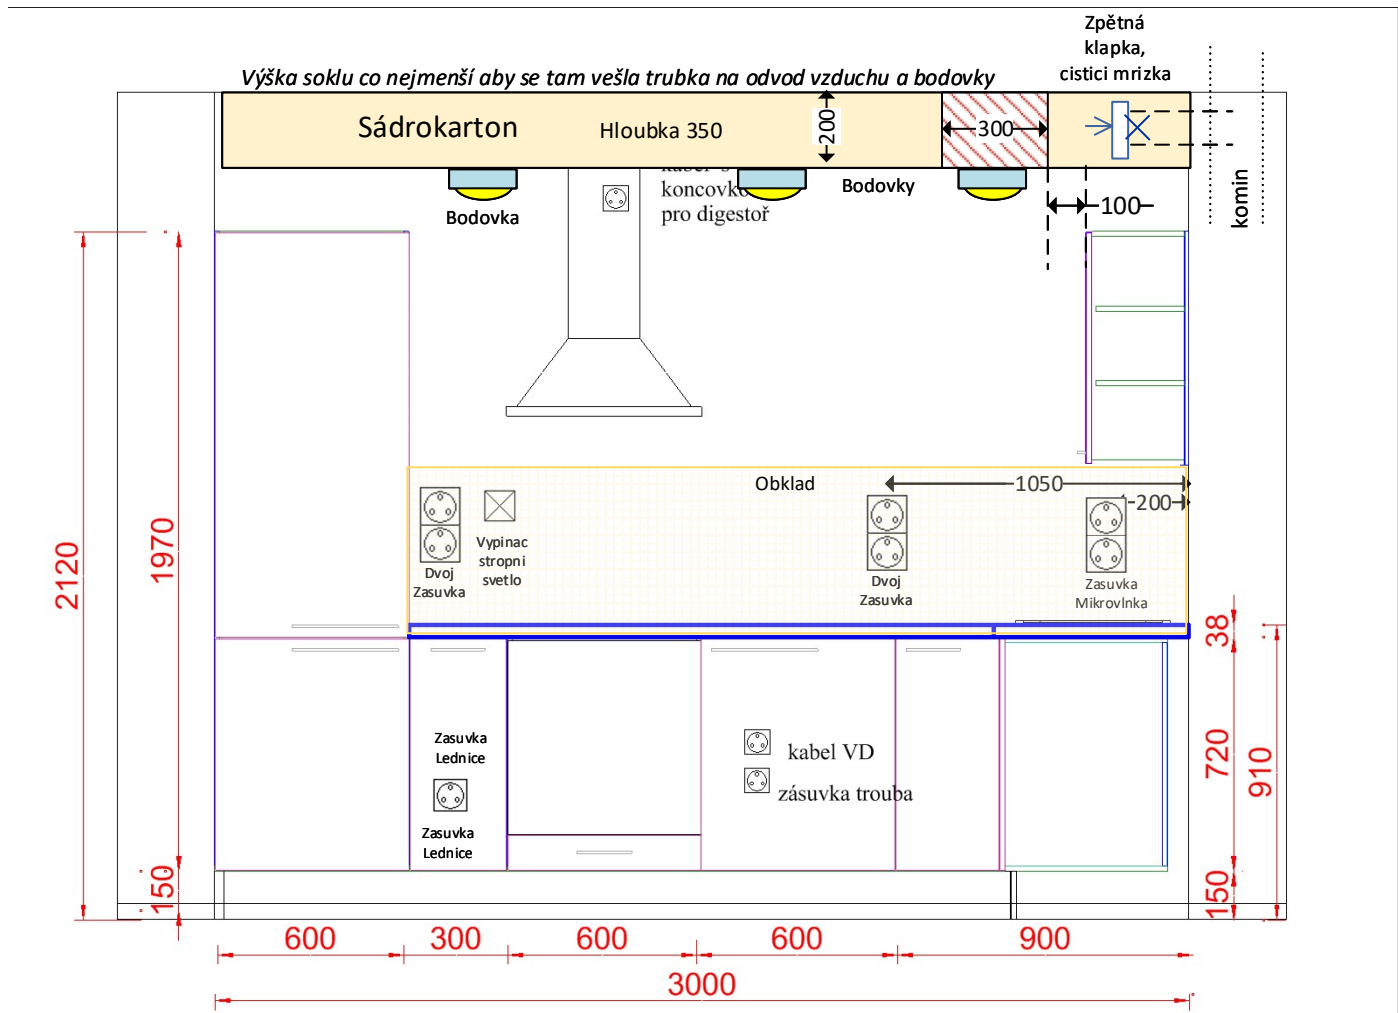 Zpětná
klapka,
cistici mrizka
Výška soklu co nejmenší aby se tam vešla trubka na odvod vzduchu a bodovky
Sádrokarton
Hloubka 350
200
300
komin
kabel s
koncovko
pro digestoř
Bodovka
Bodovky
100
Obklad
1050
200
Vypinac
stropni
svetlo
Dvoj
Zasuvka
Dvoj
Zasuvka
Zasuvka
Mikrovlnka
2120
1970
150
38
720
910
150
Zasuvka
Lednice
Zasuvka
Lednice
kabel VD
zásuvka trouba
600
300
600
600
900
3000